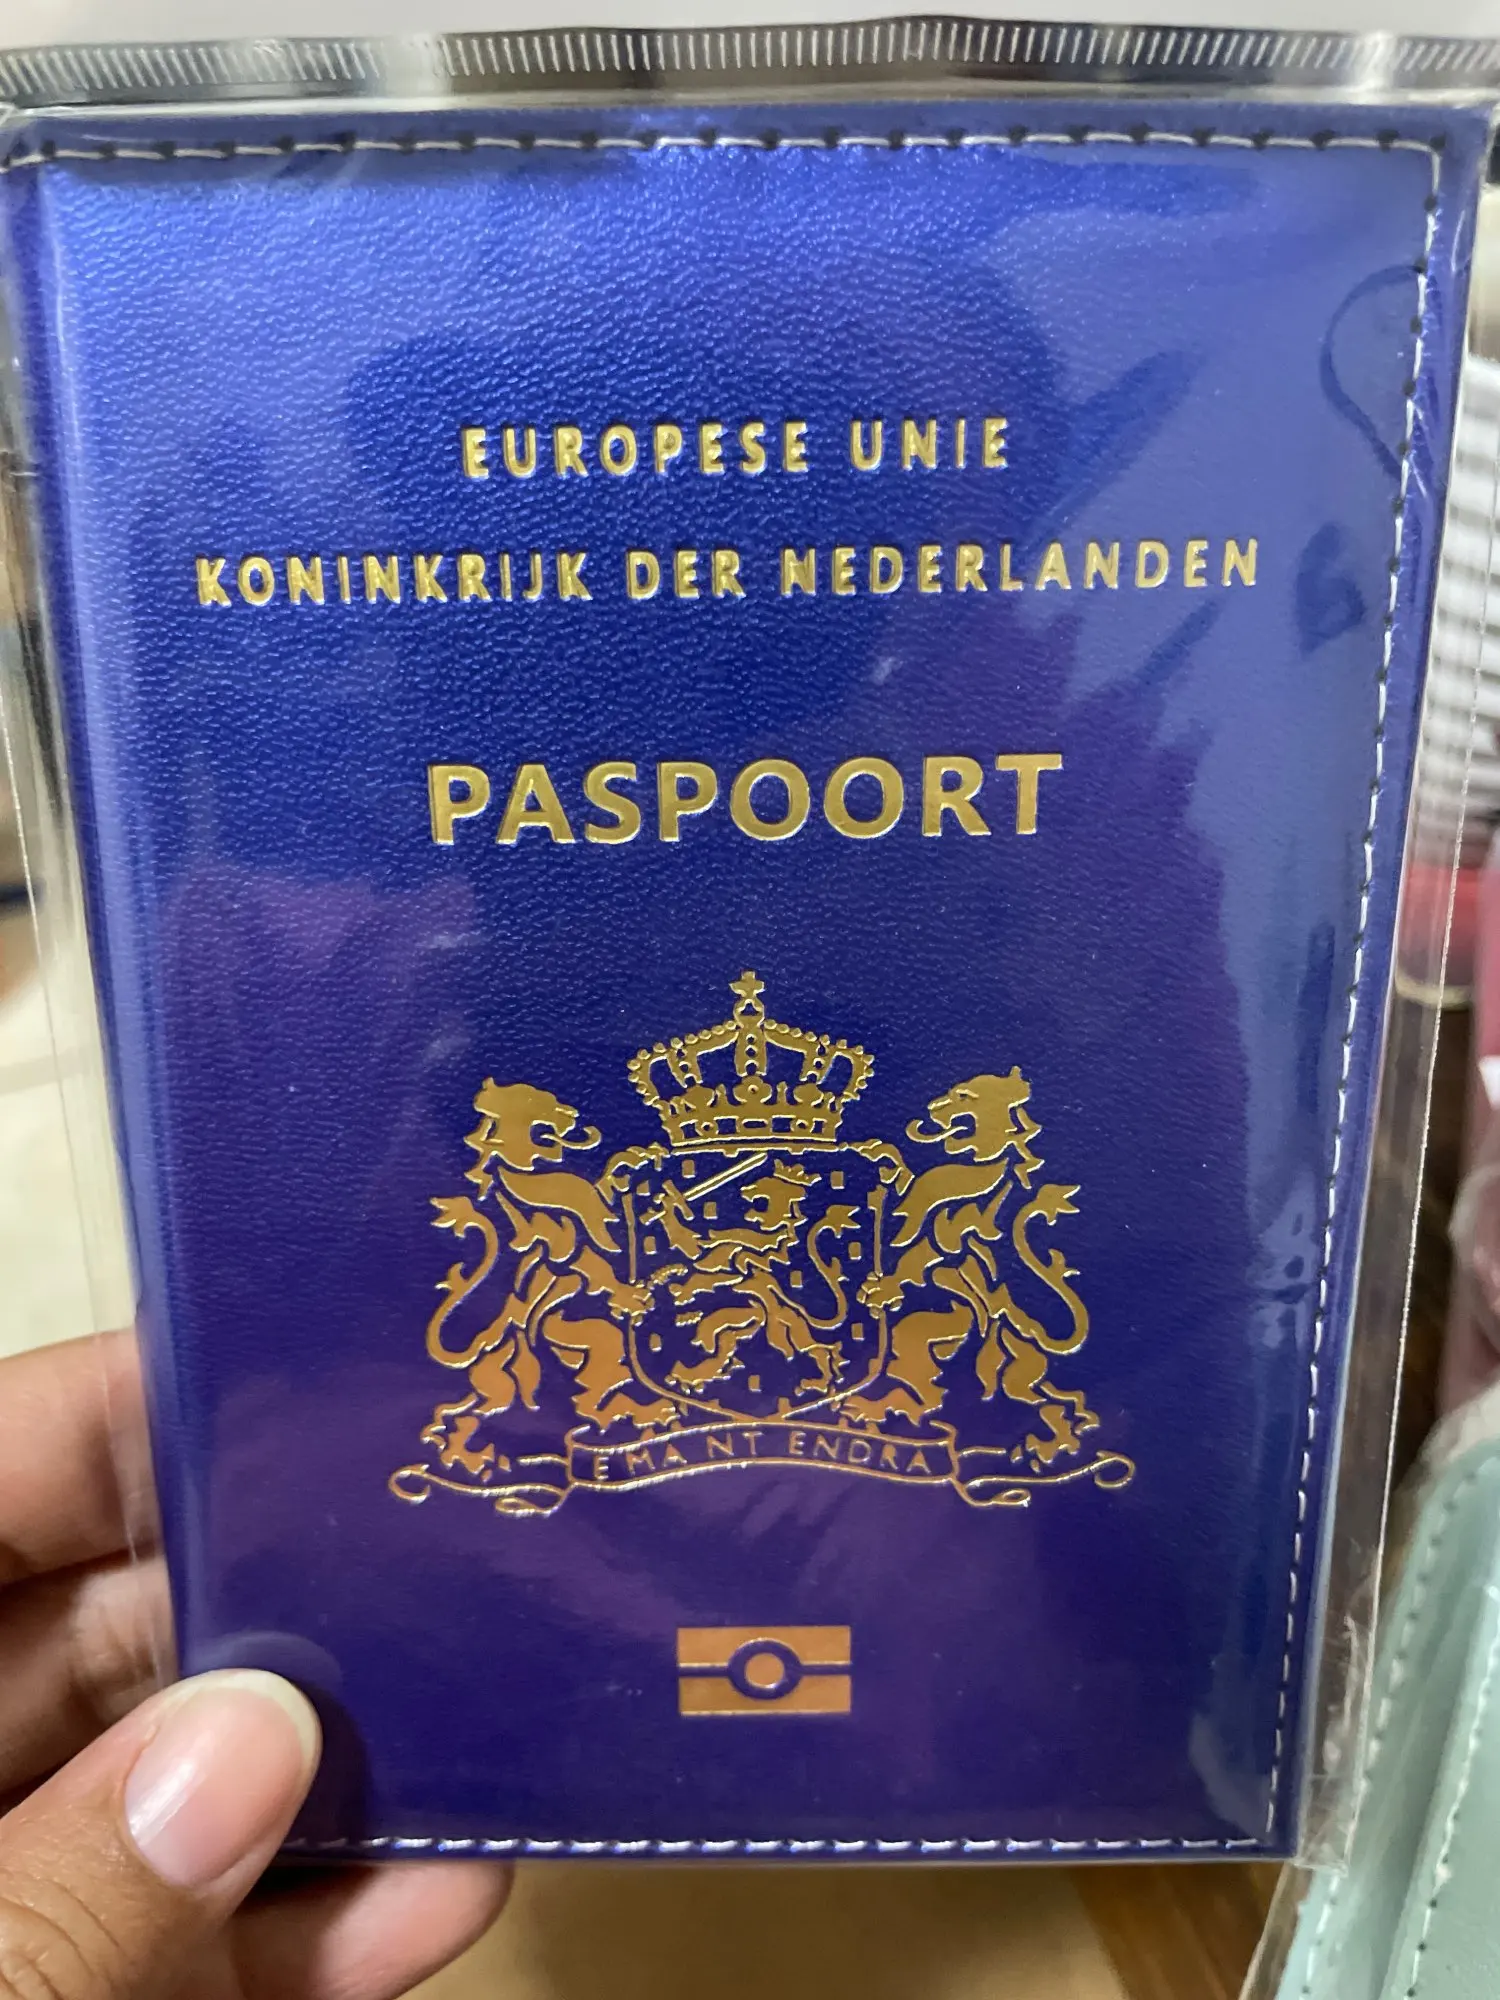 EUROPESE UNIE
KONINKRIJK DER NEDERLANDEN
PASPOORT
E MA NT ENDRA